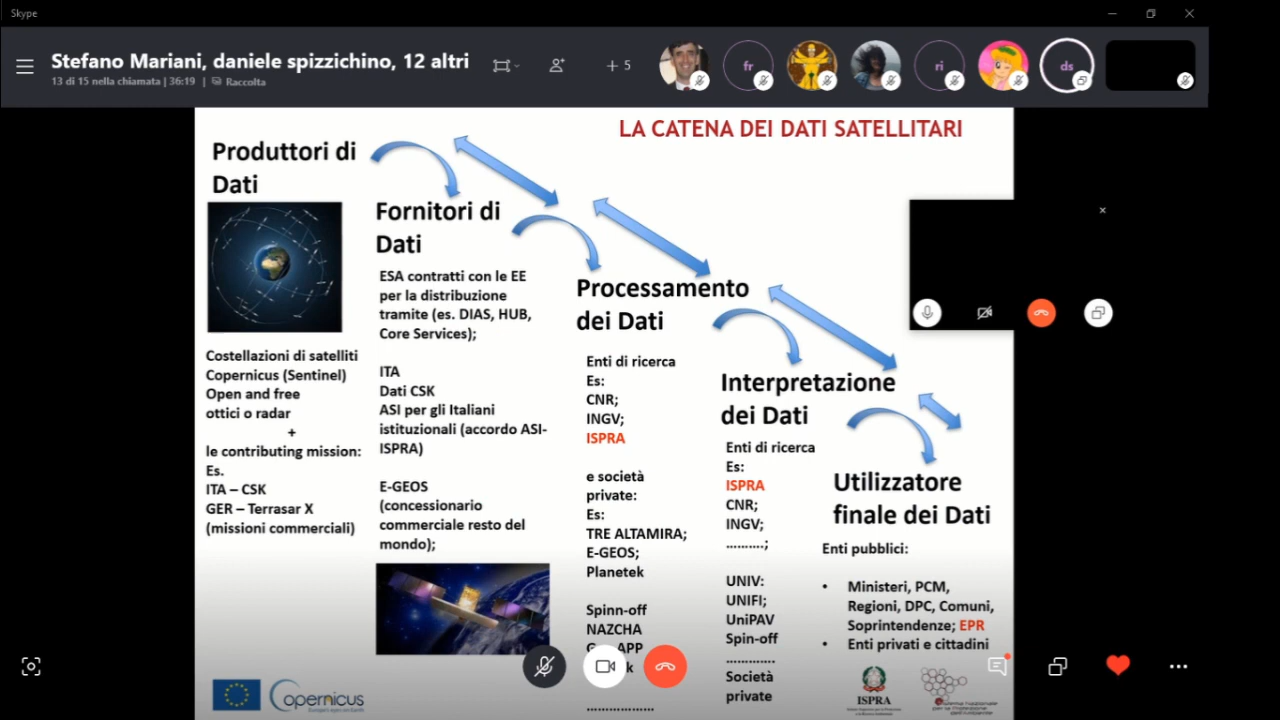 Skype
Stefano Mariani, daniele spizzichino, 12 altri
13 di 15 nella chiamata | 36:19 | Raccolta
+ 5
fr
ri
ds
LA CATENA DEI DATI SATELLITARI
Produttori di
Dati
Costellazioni di satelliti
Copernicus (Sentinel)
Open and free
ottici o radar
+
le contributing mission:
Es.
ITA – CSK
GER – Terrasar X
(missioni commerciali)
Fornitori di
Dati
ESA contratti con le EE
per la distribuzione
tramite (es. DIAS, HUB,
Core Services);
ITA
Dati CSK
ASI per gli Italiani
istituzionali (accordo ASI-
ISPRA)
E-GEOS
(concessionario
commerciale resto del
mondo);
Processamento
dei Dati
Enti di ricerca
Es:
CNR;
INGV;
ISPRA
e società
private:
Es:
TRE ALTAMIRA;
E-GEOS;
Planetek
Spinn-off
NAZCHA
..................
Interpretazione
dei Dati
Enti di ricerca
Es:
ISPRA
CNR;
INGV;
..........;
UNIV:
UNIFI;
UniPAV
Spin-off
.............
Società
private
Utilizzatore
finale dei Dati
Enti pubblici:
• Ministeri, PCM,
Regioni, DPC, Comuni,
Soprintendenze; EPR
• Enti privati e cittadini
Copernicus
Europe's eyes on Earth
ISPRA